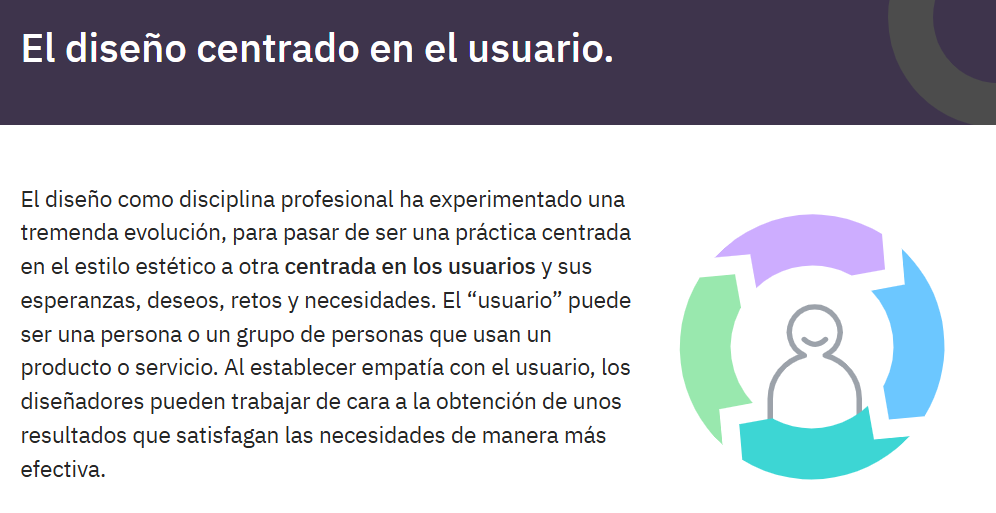 El diseño centrado en el usuario.
El diseño como disciplina profesional ha experimentado una
tremenda evolución, para pasar de ser una práctica centrada
en el estilo estético a otra centrada en los usuarios y sus
esperanzas, deseos, retos y necesidades. El “usuario” puede
ser una persona o un grupo de personas que usan un
producto o servicio. Al establecer empatía con el usuario, los
diseñadores pueden trabajar de cara a la obtención de unos
resultados que satisfagan las necesidades de manera más
efectiva.